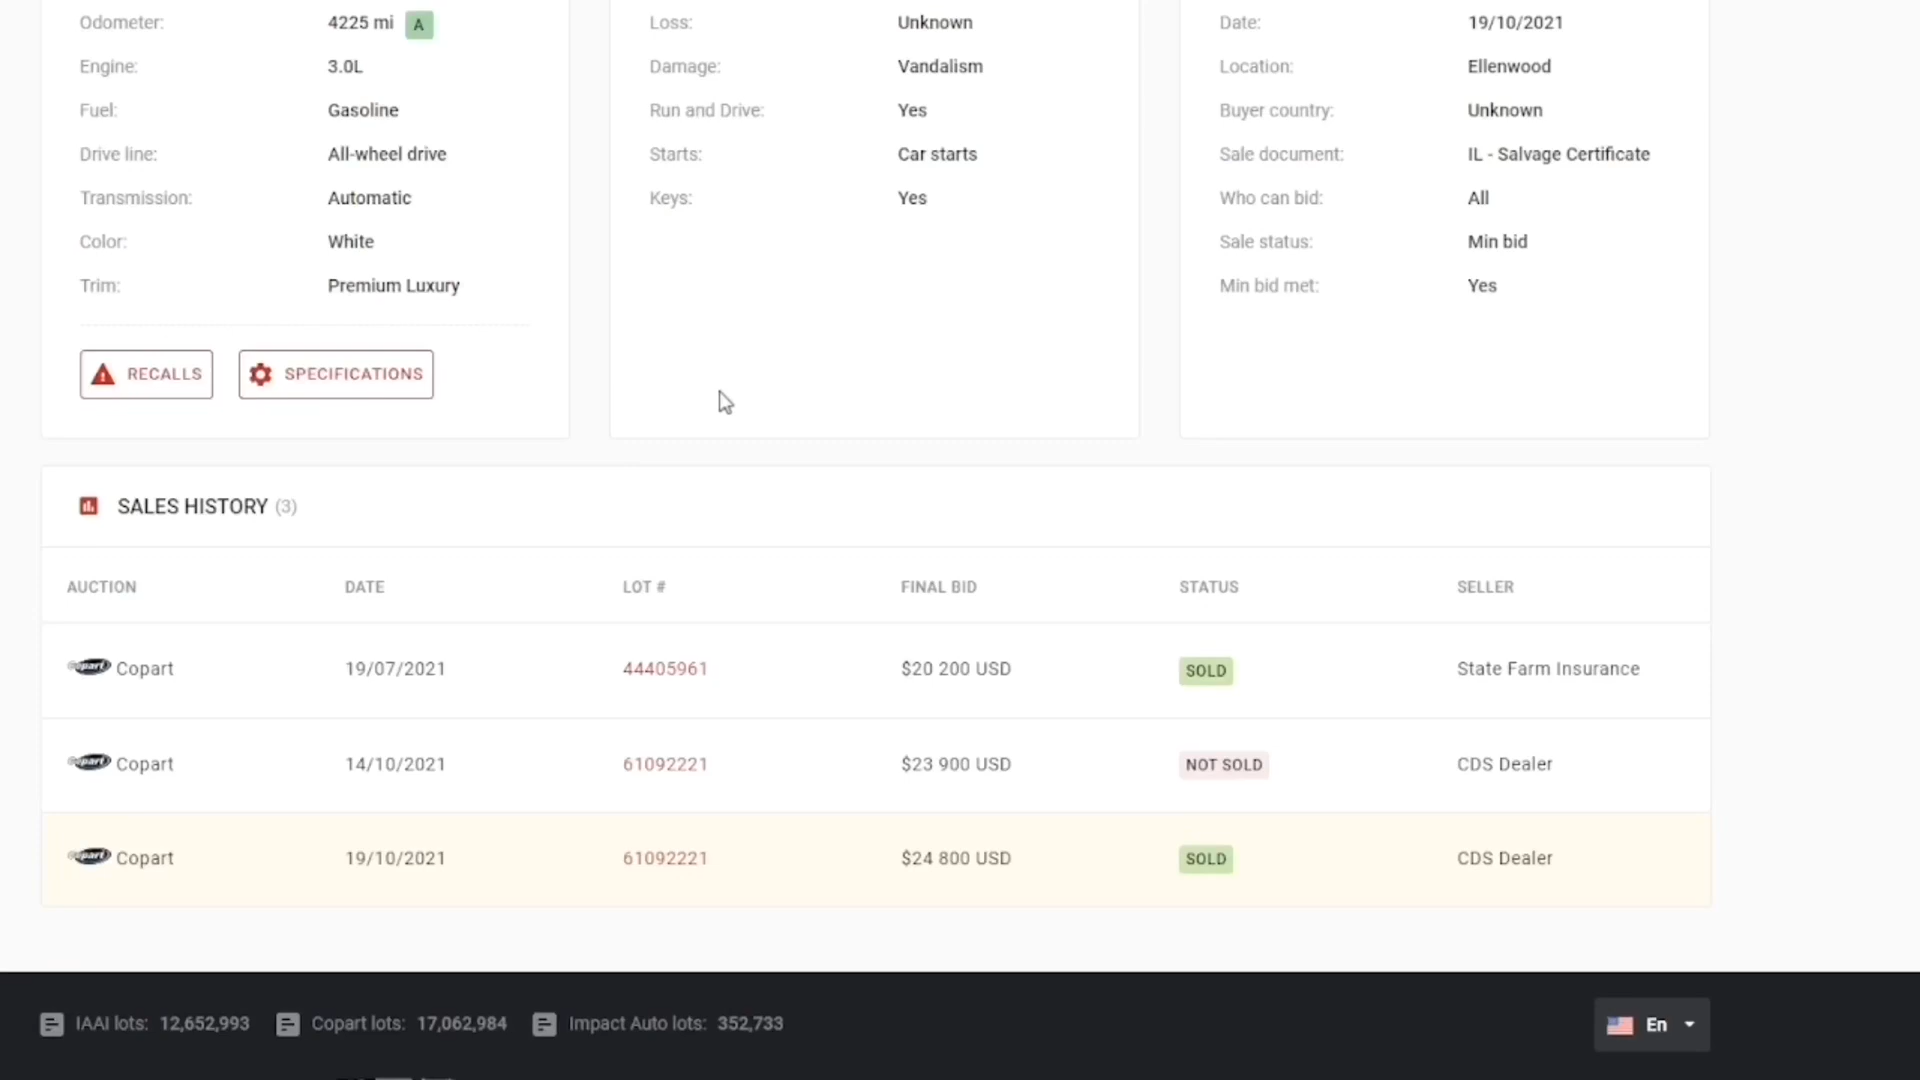 Odometer: 4225 mi A
Engine: 3.0L
Fuel: Gasoline
Drive line: All-wheel drive
Transmission: Automatic
Color: White
Trim: Premium Luxury
RECALLS SPECIFICATIONS
Loss: Unknown
Damage: Vandalism
Run and Drive: Yes
Starts: Car starts
Keys: Yes
Date: 19/10/2021
Location: Ellenwood
Buyer country: Unknown
Sale document: IL - Salvage Certificate
Who can bid: All
Sale status: Min bid
Min bid met: Yes
SALES HISTORY (3)
AUCTION DATE LOT # FINAL BID STATUS SELLER
Copart Copart 19/07/2021 44405961 $20 200 USD SOLD State Farm Insurance
Copart Copart 14/10/2021 61092221 $23 900 USD NOT SOLD CDS Dealer
Copart Copart 19/10/2021 61092221 $24 800 USD SOLD CDS Dealer
IAAI lots: 12,652,993 Copart lots: 17,062,984 Impact Auto lots: 352,733 En